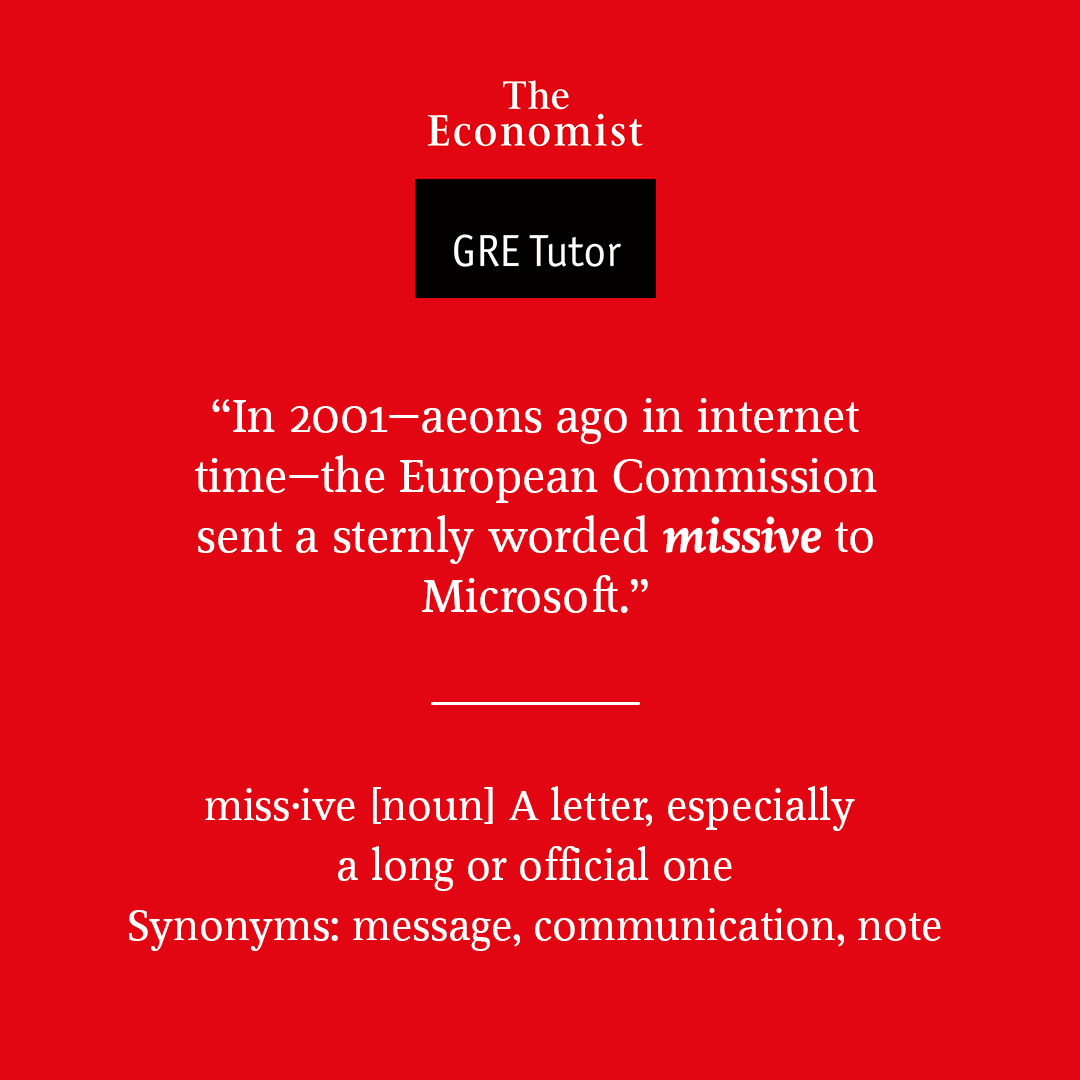 The
Economist
GRE Tutor
“In 2001—aeons ago in internet
time—the European Commission
sent a sternly worded missive to
Microsoft.”
miss·ive [noun] A letter, especially
a long or official one
Synonyms: message, communication, note